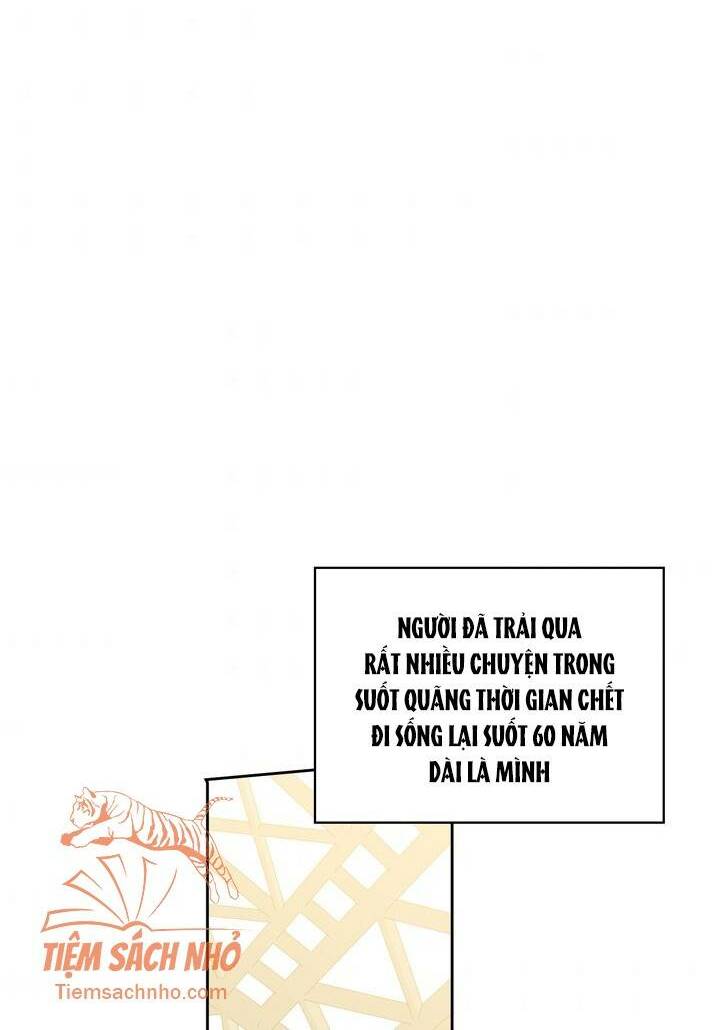 NGƯỜI ĐÃ TRẢI QUA
RẤT NHIỀU CHUYỆN TRONG
SUỐT QUÃNG THỜI GIAN CHẾT
ĐI SỐNG LẠI SUỐT 60 NĂM
DÀI LÀ MÌNH
TIỆM SÁCH NHỎ
Tiemsachnho.com